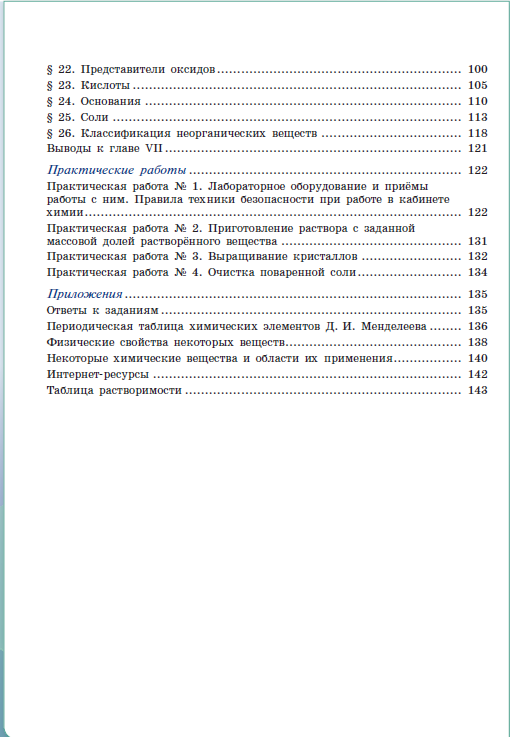 § 22. Представители оксидов ........ 100
§ 23. Кислоты ........ 105
§ 24. Основания ........ 110
§ 25. Соли ........ 113
§ 26. Классификация неорганических веществ ........ 118
Выводы к главе VII ........ 121
Практические работы ........ 122
Практическая работа № 1. Лабораторное оборудование и приёмы
работы с ним. Правила техники безопасности при работе в кабинете
химии ........ 122
Практическая работа № 2. Приготовление раствора с заданной
массовой долей растворённого вещества ........ 131
Практическая работа № 3. Выращивание кристаллов ........ 132
Практическая работа № 4. Очистка поваренной соли ........ 134
Приложения ........ 135
Ответы к заданиям ........ 135
Периодическая таблица химических элементов Д. И. Менделеева ........ 136
Физические свойства некоторых веществ ........ 138
Некоторые химические вещества и области их применения ........ 140
Интернет-ресурсы ........ 142
Таблица растворимости ........ 143